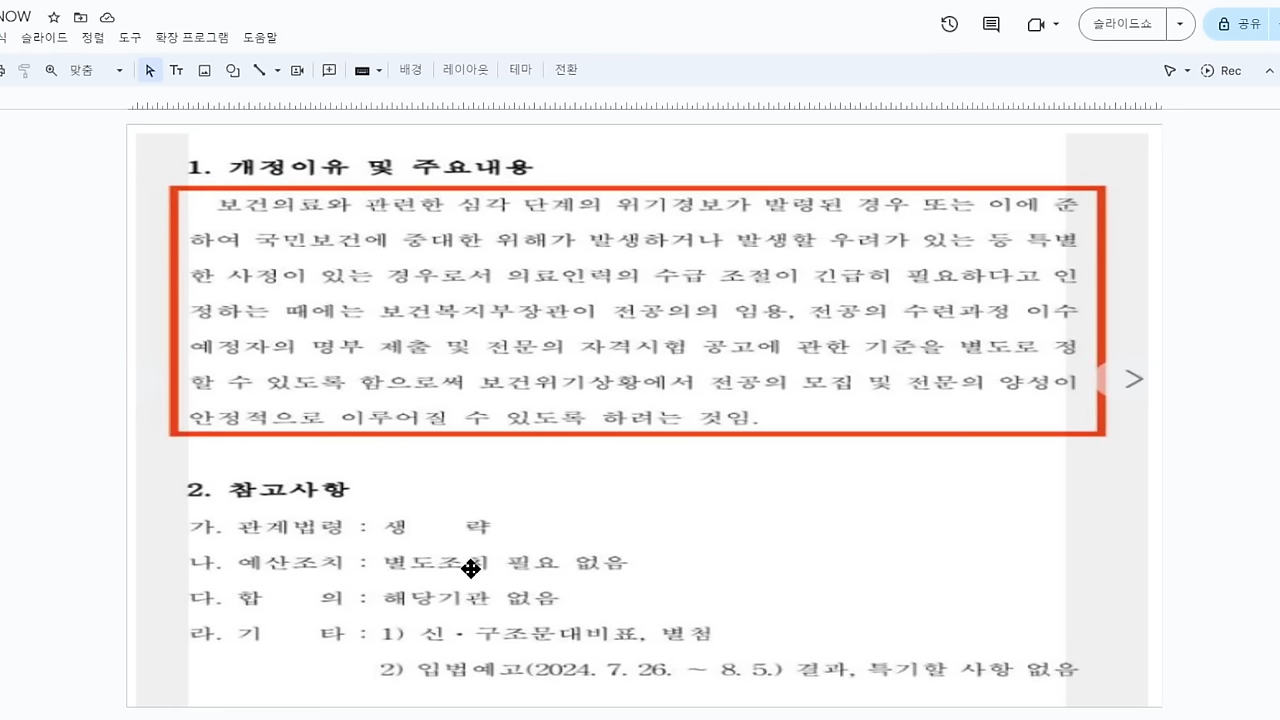 NOW
식 슬라이드 정렬 도구 확장 프로그램 도움말
슬라이드쇼
공유
맞춤
배경 레이아웃 테마 전환
Rec
1. 개정이유 및 주요내용
보건의료와 관련한 심각 단계의 위기경보가 발령된 경우 또는 이에 준
하여 국민보건에 중대한 위해가 발생하거나 발생할 우려가 있는 등 특별
한 사정이 있는 경우로서 의료인력의 수급 조절이 긴급히 필요하다고 인
정하는 때에는 보건복지부장관이 전공의의 임용, 전공의 수련과정 이수
예정자의 명부 제출 및 전문의 자격시험 공고에 관한 기준을 별도로 정
할 수 있도록 함으로써 보건위기상황에서 전공의 모집 및 전문의 양성이
안정적으로 이루어질 수 있도록 하려는 것임.
2. 참고사항
가. 관계법령 : 생 략
나. 예산조치 : 별도조치 필요 없음
다. 합 의 : 해당기관 없음
라. 기 타 : 1) 신·구조문대비표, 별첨
2) 입법예고(2024. 7. 26. ~ 8. 5.) 결과, 특기할 사항 없음